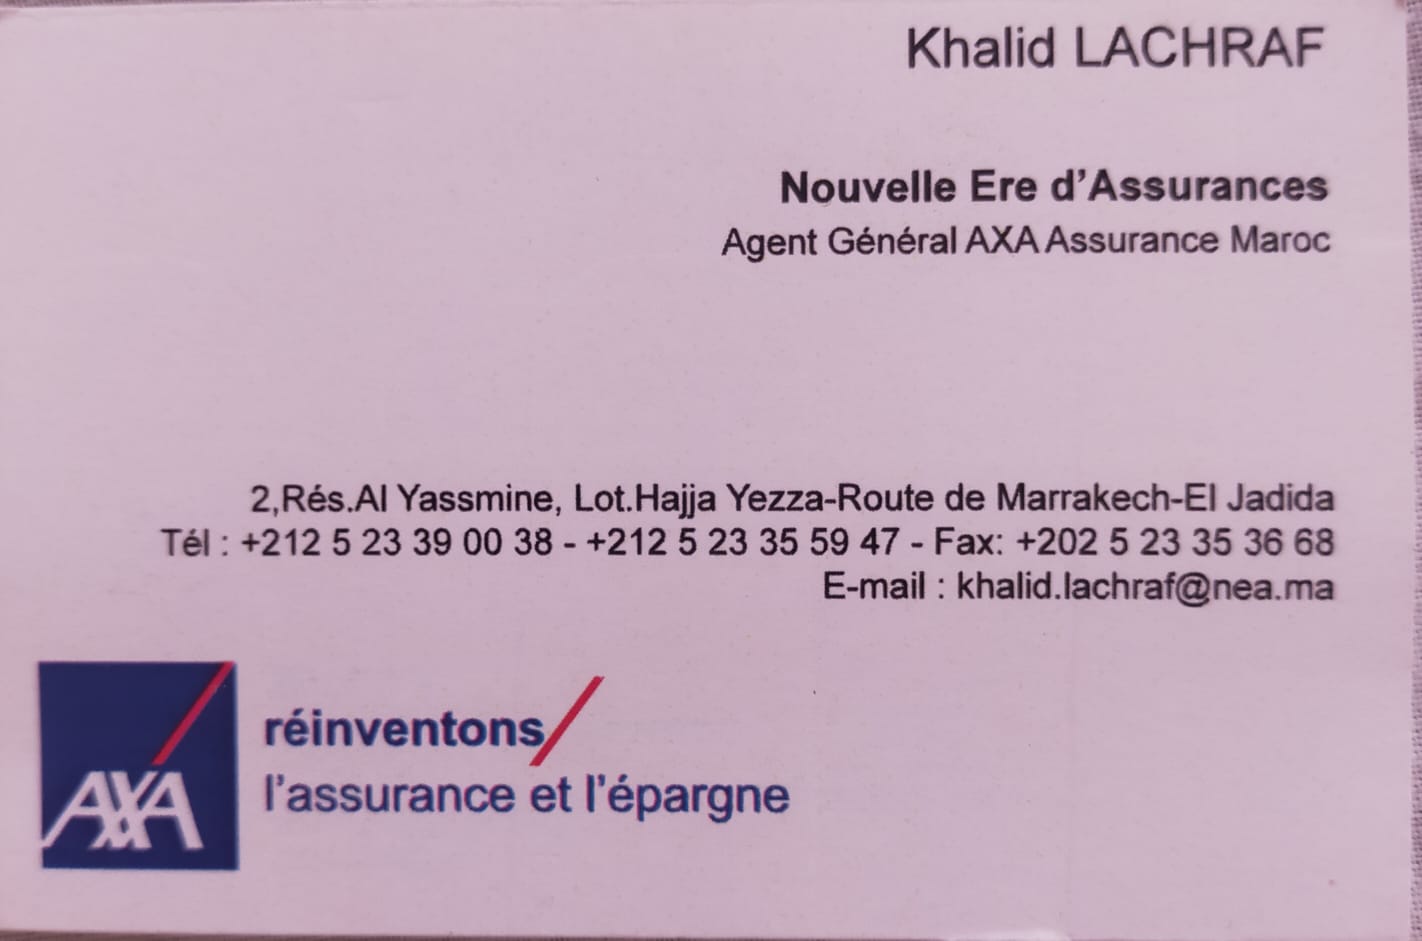 Khalid LACHRAF
Nouvelle Ere d'Assurances
Agent Général AXA Assurance Maroc
2,Rés.Al Yassmine, Lot.Hajja Yezza-Route de Marrakech-El Jadida
Tél : +212 5 23 39 00 38 - +212 5 23 35 59 47 - Fax: +202 5 23 35 36 68
E-mail : khalid.lachraf@nea.ma
AXA
réinventons/
l'assurance et l'épargne